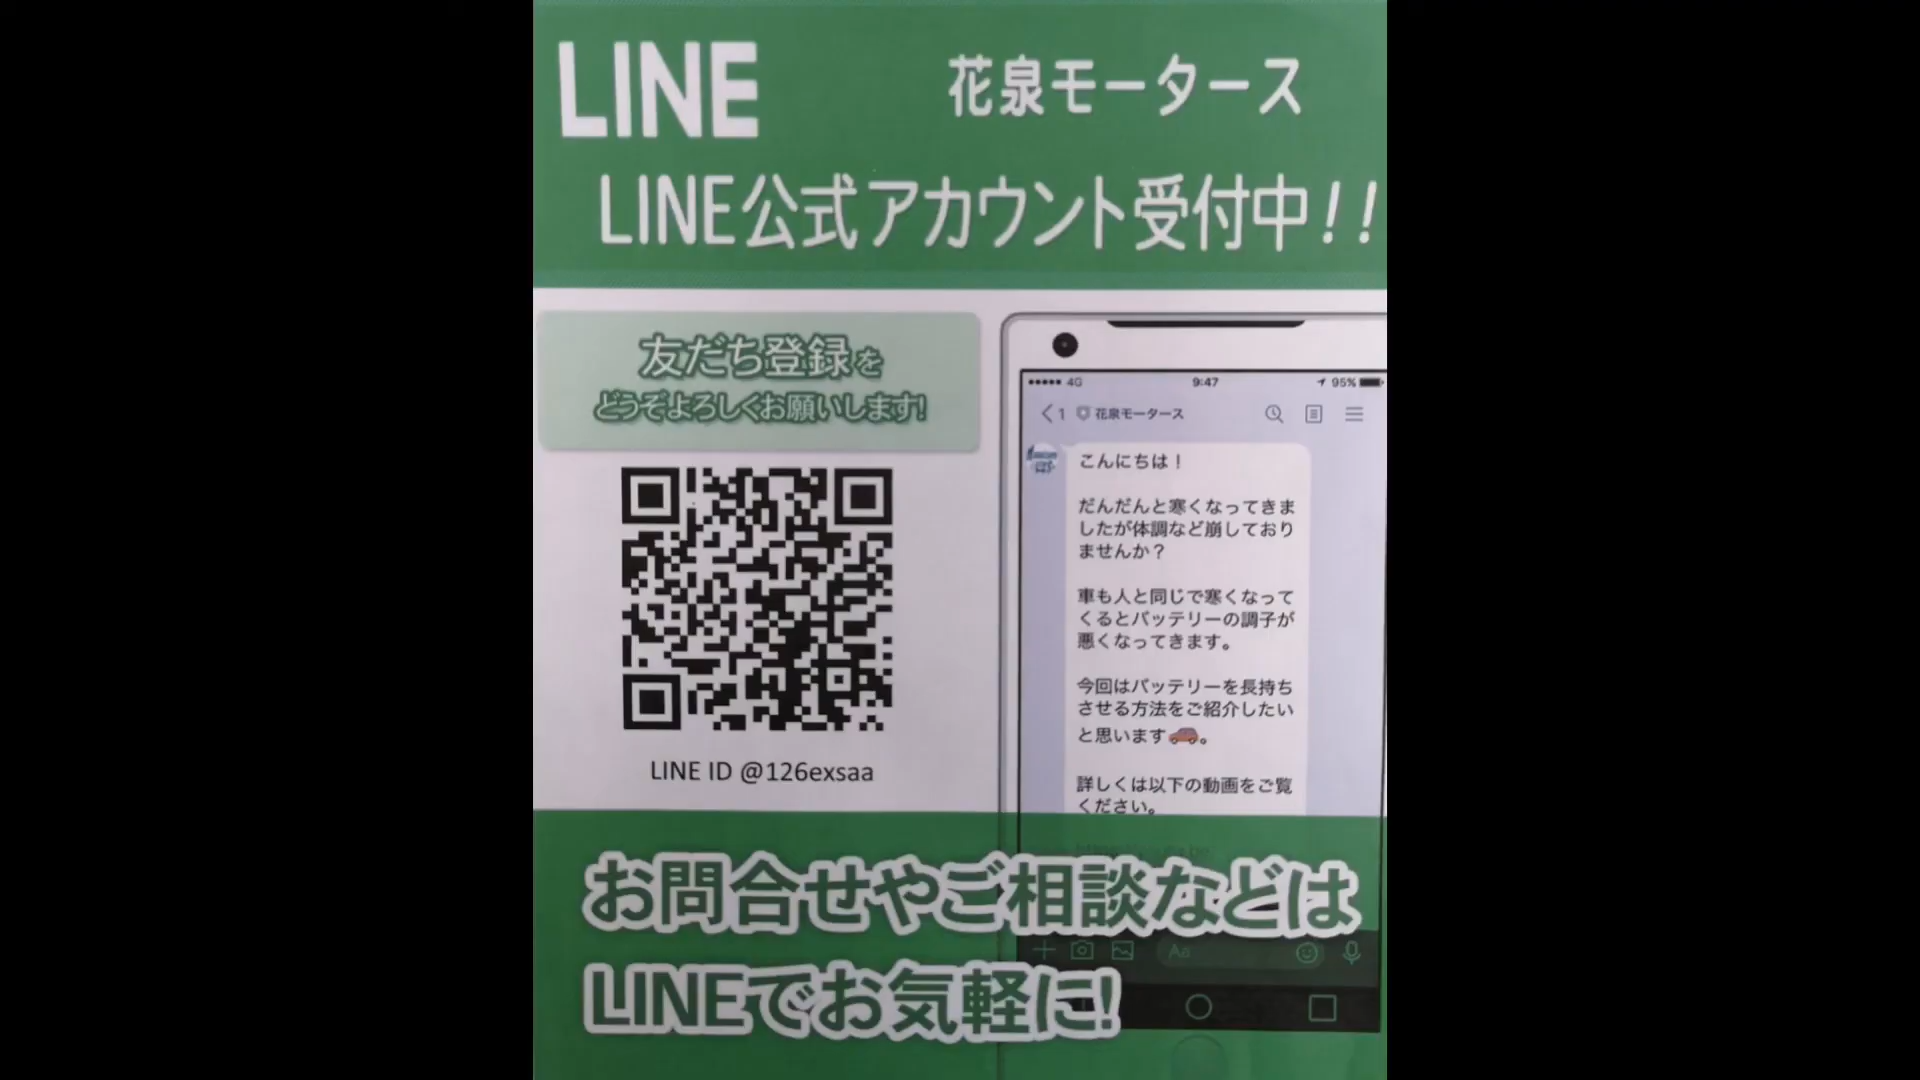 LINE
花泉モータース
LINE公式アカウント受付中!!
友だち登録を
どうぞよろしくお願いします!
LINE ID @126exsaa
4G
9:47
95%
1
花泉モータース
こんにちは！
だんだんと寒くなってきま
したが体調など崩しており
ませんか？
車も人と同じで寒くなって
くるとバッテリーの調子が
悪くなってきます。
今回はバッテリーを長持ち
させる方法をご紹介したい
と思います🚗。
詳しくは以下の動画をご覧
ください。
お問合せやご相談などは
Aa
LINEでお気軽に!